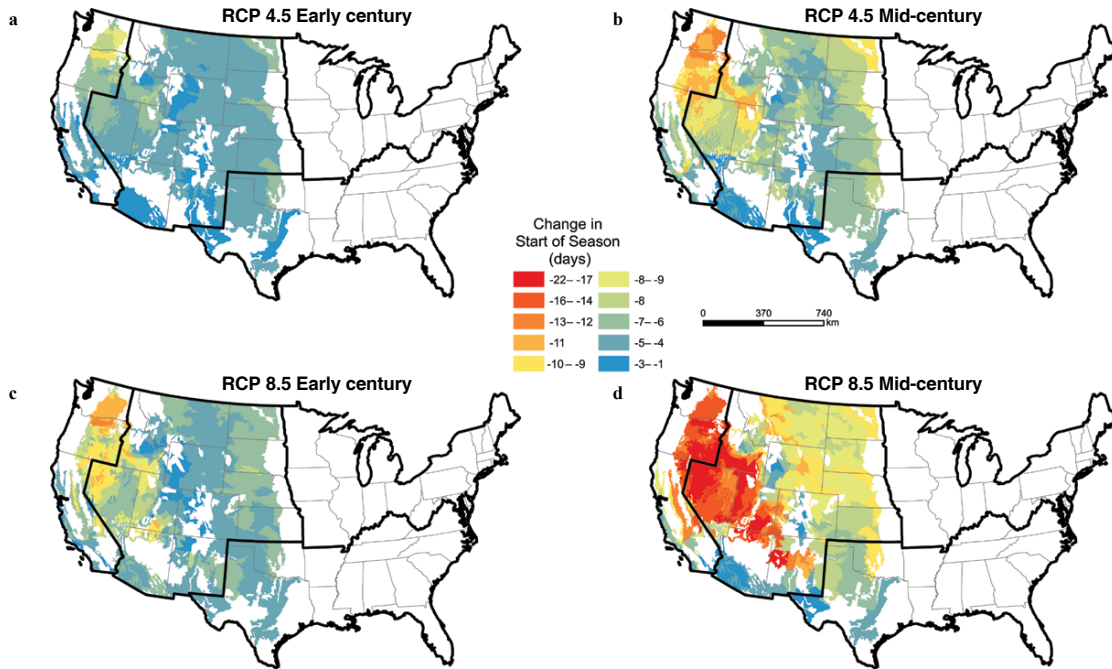 a
RCP 4.5 Early century
b
RCP 4.5 Mid-century
Change in
Start of Season
(days)
-22– -17
-8– -9
-16– -14
-8
-13– -12
-7– -6
-11
-5– -4
-10– -9
-3– -1
0
370
740
km
c
RCP 8.5 Early century
d
RCP 8.5 Mid-century